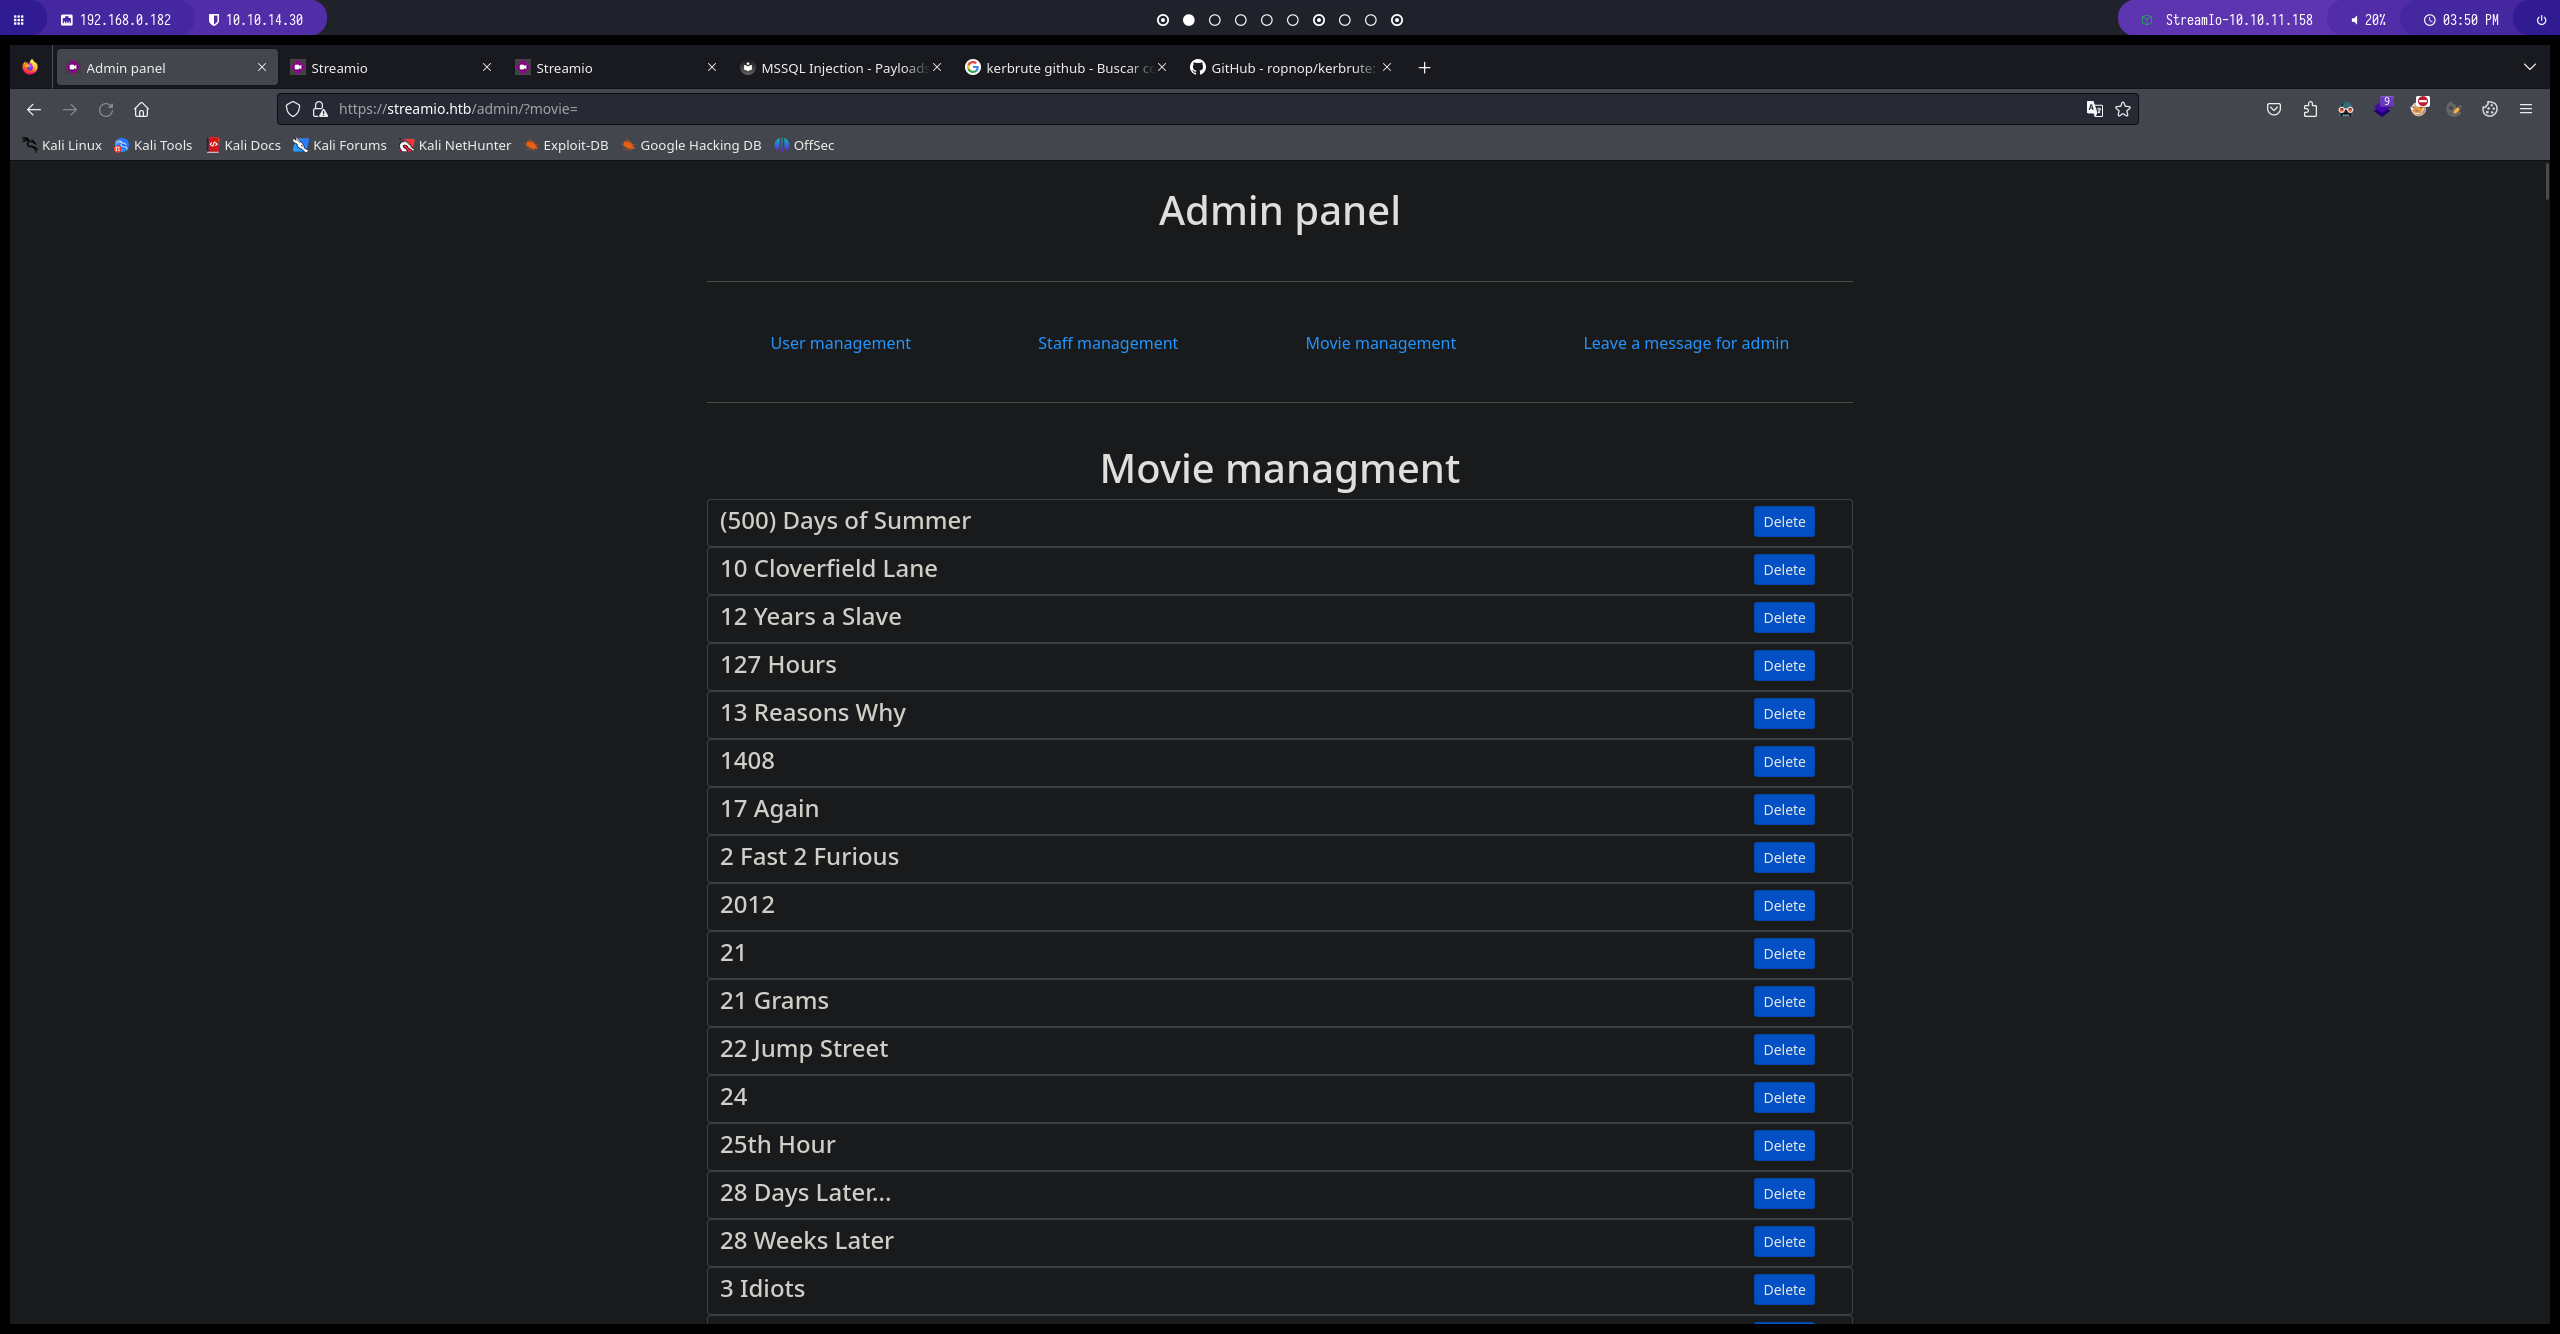 192.168.0.182 10.10.14.30 StreamIo-10.10.11.158 20% 03:50 PM
Admin panel Streamio Streamio MSSQL Injection - Payloads kerbrute github - Buscar co GitHub - ropnop/kerbrute:
https://streamio.htb/admin/?movie= 9
Kali Linux Kali Tools Kali Docs Kali Forums Kali NetHunter Exploit-DB Google Hacking DB OffSec
Admin panel
User management Staff management Movie management Leave a message for admin
Movie managment
(500) Days of Summer Delete
10 Cloverfield Lane Delete
12 Years a Slave Delete
127 Hours Delete
13 Reasons Why Delete
1408 Delete
17 Again Delete
2 Fast 2 Furious Delete
2012 Delete
21 Delete
21 Grams Delete
22 Jump Street Delete
24 Delete
25th Hour Delete
28 Days Later... Delete
28 Weeks Later Delete
3 Idiots Delete